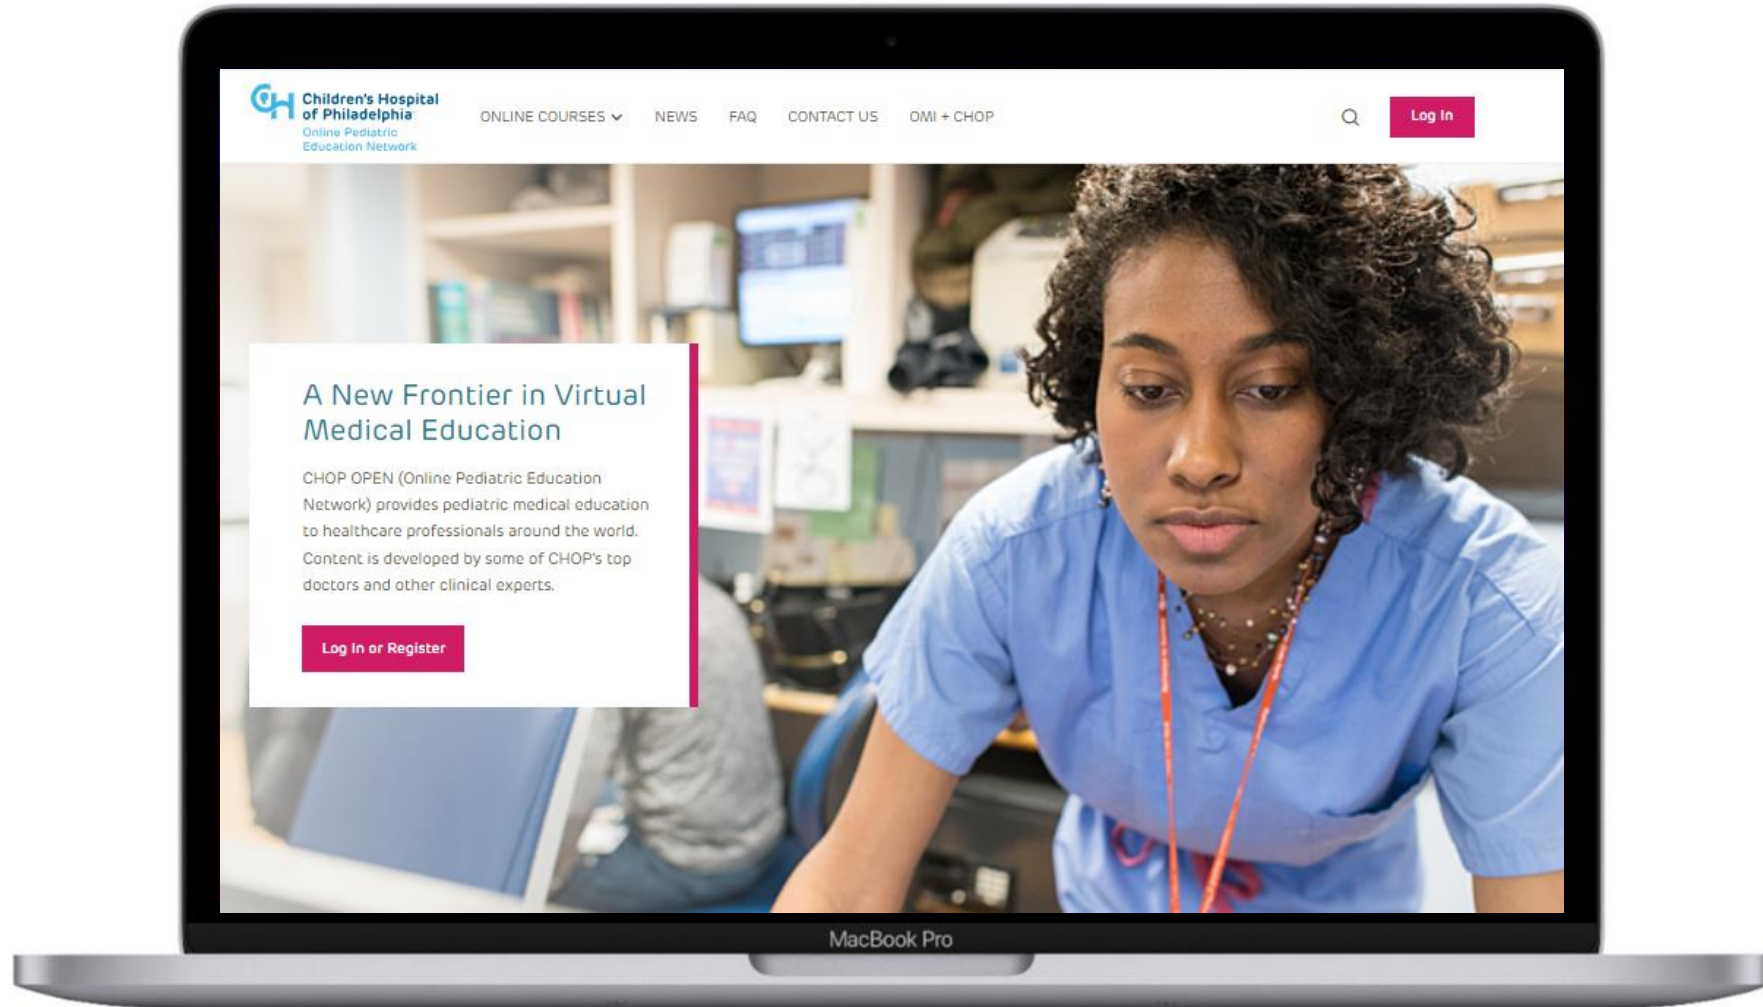 Children's Hospital
of Philadelphia
Online Pediatric
Education Network
ONLINE COURSES
NEWS
FAQ
CONTACT US
OMI + CHOP
Log In
A New Frontier in Virtual
Medical Education
CHOP OPEN (Online Pediatric Education
Network) provides pediatric medical education
to healthcare professionals around the world.
Content is developed by some of CHOP's top
doctors and other clinical experts.
Log In or Register
MacBook Pro